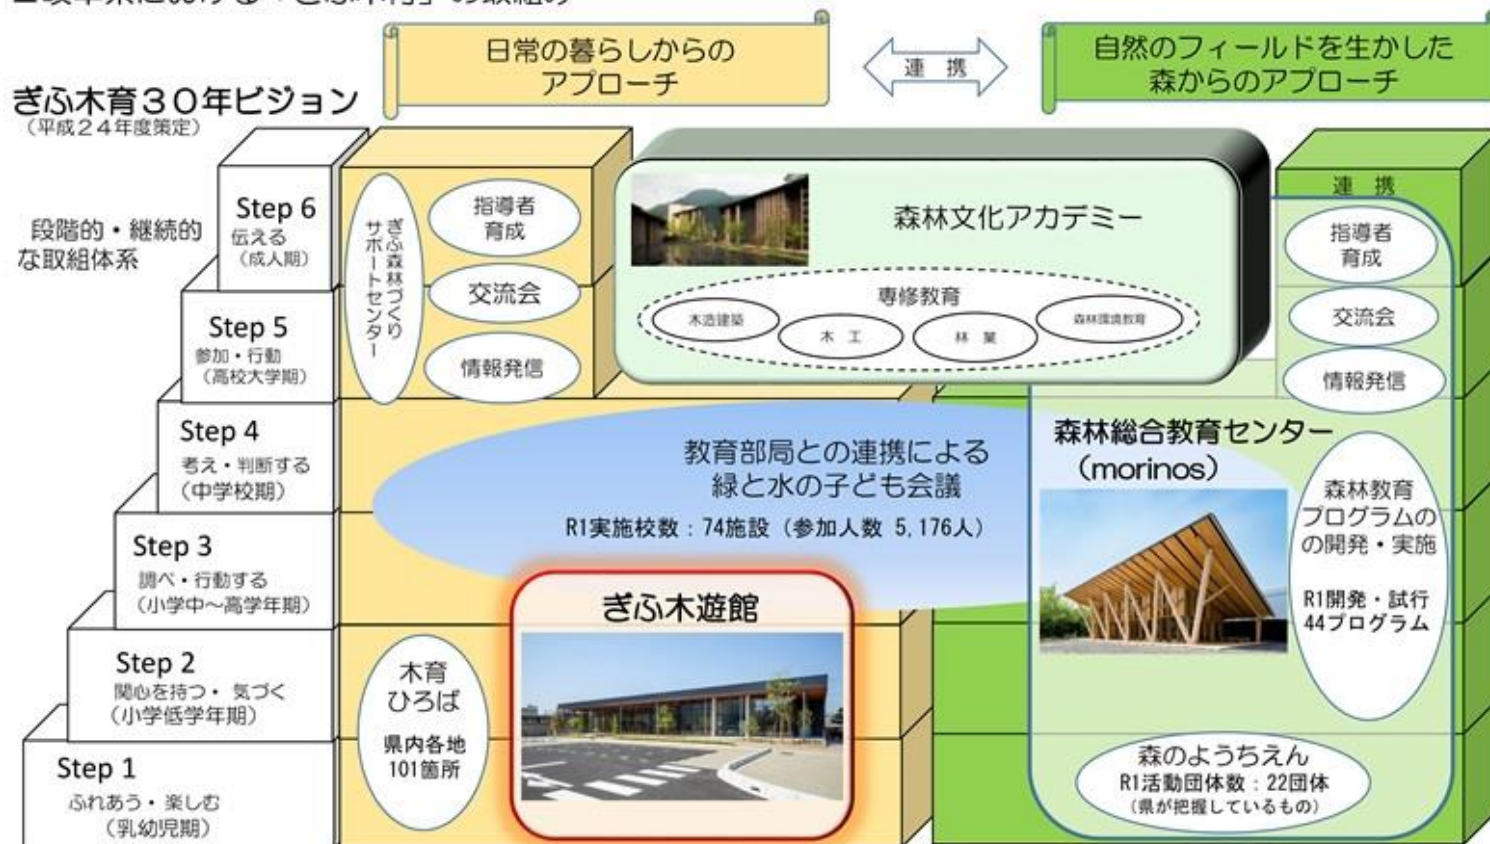 岐阜県における「ぎふ木育」の取組み
日常の暮らしからの
アプローチ
連 携
自然のフィールドを生かした
森からのアプローチ
ぎふ木育30年ビジョン
(平成24年度策定)
段階的・継続的
な取組体系
Step 6
伝える
(成人期)
Step 5
参加・行動
(高校大学期)
Step 4
考え・判断する
(中学校期)
Step 3
調べ・行動する
(小学中~高学年期)
Step 2
関心を持つ・ 気づく
(小学低学年期)
Step 1
ふれあう・ 楽しむ
(乳幼児期)
ぎふ森林づくり
サポートセンター
指導者
育成
交流会
情報発信
森林文化アカデミー
専修教育
木造建築
木 工
林 業
森林環境教育
連 携
指導者
育成
交流会
情報発信
教育部局との連携による
緑と水の子ども会議
R1実施校数:74施設(参加人数 5,176人)
森林総合教育センター
(morinos)
森林教育
プログラムの
の開発・実施
R1開発・試行
44プログラム
ぎふ木遊館
木育
ひろば
県内各地
101箇所
森のようちえん
R1活動団体数:22団体
(県が把握しているもの)